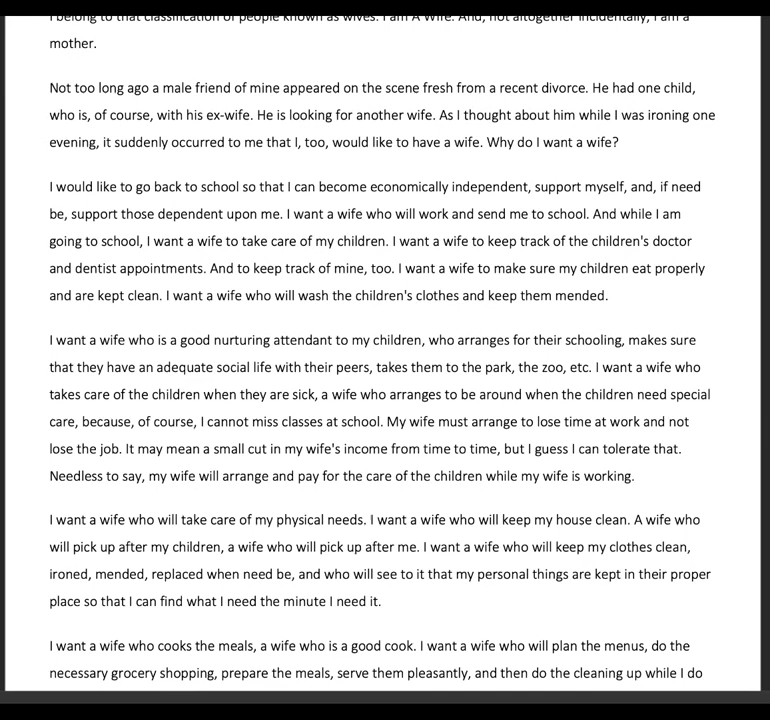 I belong to that classification of people known as wives. I am A Wife. And, not altogether incidentally, I am a
mother.
Not too long ago a male friend of mine appeared on the scene fresh from a recent divorce. He had one child,
who is, of course, with his ex-wife. He is looking for another wife. As I thought about him while I was ironing one
evening, it suddenly occurred to me that I, too, would like to have a wife. Why do I want a wife?
I would like to go back to school so that I can become economically independent, support myself, and, if need
be, support those dependent upon me. I want a wife who will work and send me to school. And while I am
going to school, I want a wife to take care of my children. I want a wife to keep track of the children's doctor
and dentist appointments. And to keep track of mine, too. I want a wife to make sure my children eat properly
and are kept clean. I want a wife who will wash the children's clothes and keep them mended.
I want a wife who is a good nurturing attendant to my children, who arranges for their schooling, makes sure
that they have an adequate social life with their peers, takes them to the park, the zoo, etc. I want a wife who
takes care of the children when they are sick, a wife who arranges to be around when the children need special
care, because, of course, I cannot miss classes at school. My wife must arrange to lose time at work and not
lose the job. It may mean a small cut in my wife's income from time to time, but I guess I can tolerate that.
Needless to say, my wife will arrange and pay for the care of the children while my wife is working.
I want a wife who will take care of my physical needs. I want a wife who will keep my house clean. A wife who
will pick up after my children, a wife who will pick up after me. I want a wife who will keep my clothes clean,
ironed, mended, replaced when need be, and who will see to it that my personal things are kept in their proper
place so that I can find what I need the minute I need it.
I want a wife who cooks the meals, a wife who is a good cook. I want a wife who will plan the menus, do the
necessary grocery shopping, prepare the meals, serve them pleasantly, and then do the cleaning up while I do